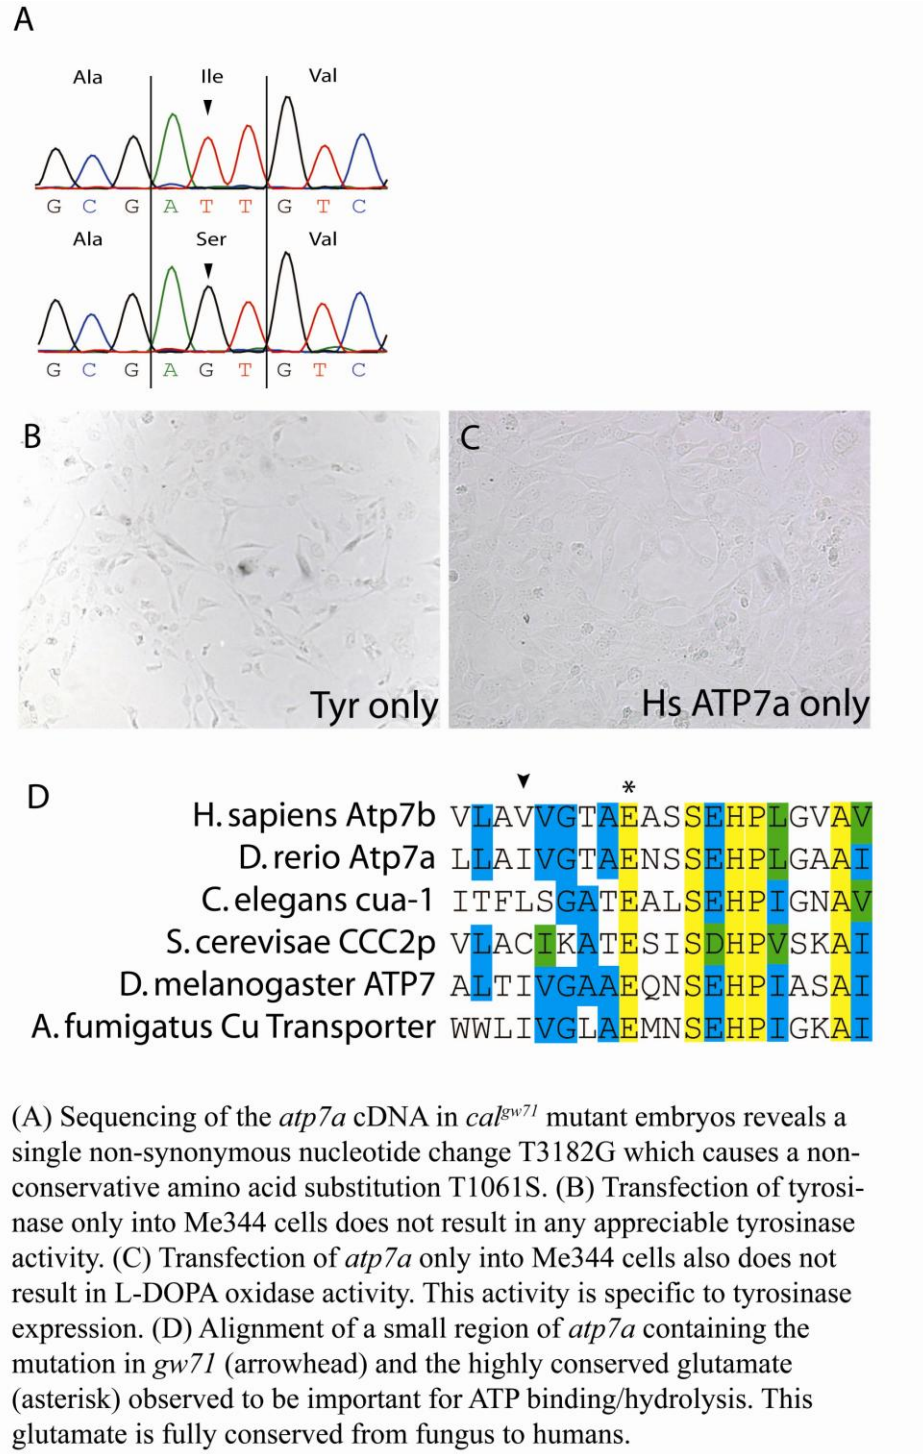 A
Ala Ile Val
G C G A T T G T C
Ala Ser Val
G C G A G T G T C
B
Tyr only
C
Hs ATP7a only
D
*
H. sapiens Atp7b VLAVVGTAEASSEHPLGVAV
D. rerio Atp7a LLAIVGTAENSSEHPLGAAI
C. elegans cua-1 ITFLSGATEALSEHPIGNAV
S. cerevisae CCC2p VLACIKATESISDHPVSKAI
D. melanogaster ATP7 ALTIVGAAEQNSEHPIASAI
A. fumigatus Cu Transporter WWLIVGLAEMNSEHPIGKAI
(A) Sequencing of the atp7a cDNA in calgw71 mutant embryos reveals a
single non-synonymous nucleotide change T3182G which causes a non-
conservative amino acid substitution T1061S. (B) Transfection of tyrosi-
nase only into Me344 cells does not result in any appreciable tyrosinase
activity. (C) Transfection of atp7a only into Me344 cells also does not
result in L-DOPA oxidase activity. This activity is specific to tyrosinase
expression. (D) Alignment of a small region of atp7a containing the
mutation in gw71 (arrowhead) and the highly conserved glutamate
(asterisk) observed to be important for ATP binding/hydrolysis. This
glutamate is fully conserved from fungus to humans.